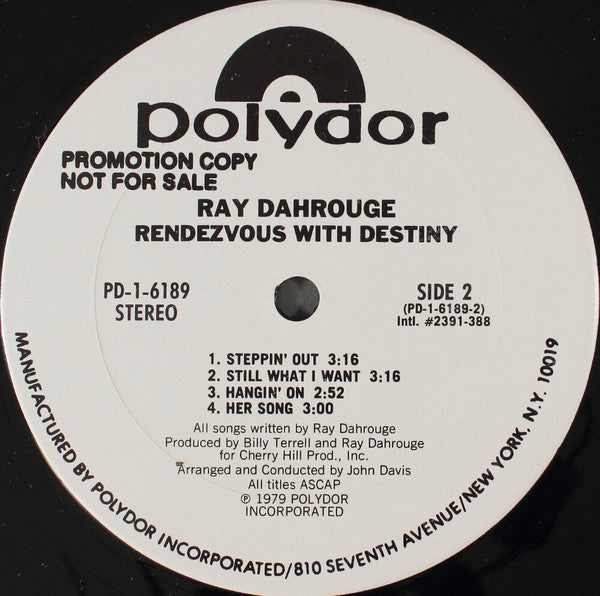 polydor
PROMOTION COPY
NOT FOR SALE
RAY DAHROUGE
RENDEZVOUS WITH DESTINY
PD-1-6189
STEREO
SIDE 2
(PD-1-6189-2)
Intl. #2391-388
1. STEPPIN' OUT 3:16
2. STILL WHAT I WANT 3:16
3. HANGIN' ON 2:52
4. HER SONG 3:00
All songs written by Ray Dahrouge
Produced by Billy Terrell and Ray Dahrouge
for Cherry Hill Prod., Inc.
Arranged and Conducted by John Davis
All titles ASCAP
℗ 1979 POLYDOR
INCORPORATED
MANUFACTURED BY POLYDOR INCORPORATED/810 SEVENTH AVENUE/NEW YORK, N.Y. 10019